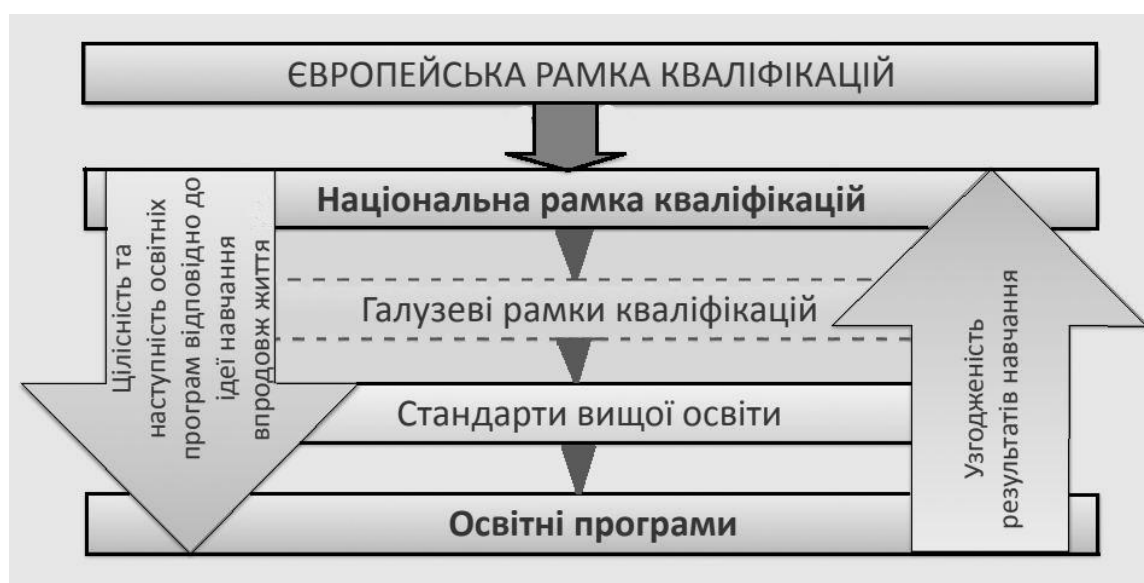 ЄВРОПЕЙСЬКА РАМКА КВАЛІФІКАЦІЙ
Національна рамка кваліфікацій
Галузеві рамки кваліфікацій
Стандарти вищої освіти
Освітні програми
Цілісність та
наступність освітніх
програм відповідно до
ідеї навчання
впродовж життя
Узгодженість
результатів навчання